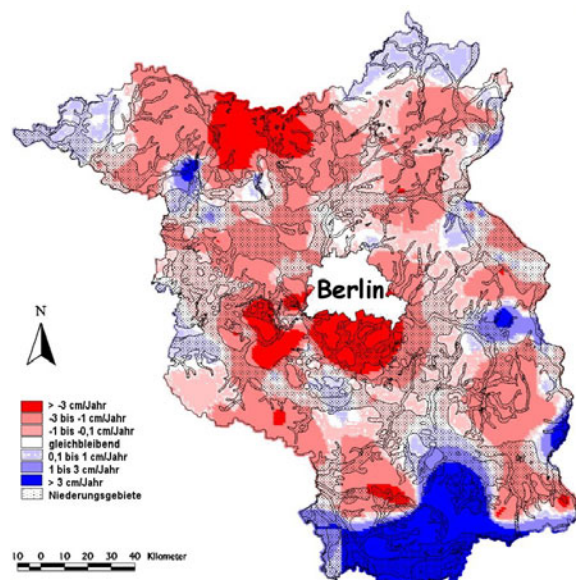 Berlin
N
> -3 cm/Jahr
-3 bis -1 cm/Jahr
-1 bis -0,1 cm/Jahr
gleichbleibend
0,1 bis 1 cm/Jahr
1 bis 3 cm/Jahr
> 3 cm/Jahr
Niederungsgebiete
10 0 10 20 30 40 Kilometer